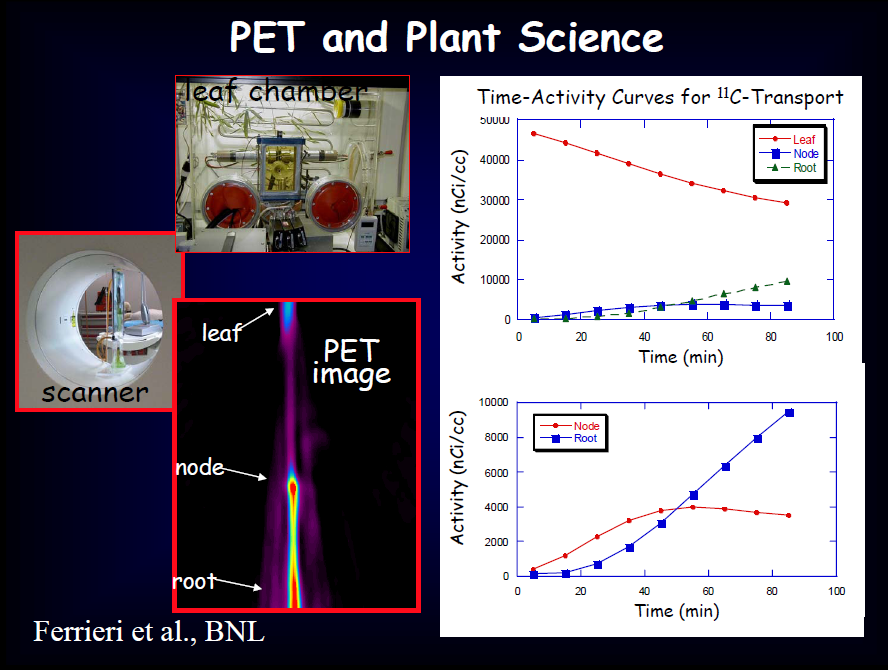 PET and Plant Science
leaf chamber
scanner
leaf
PET
image
node
root
Ferrieri et al., BNL
Time-Activity Curves for ¹¹C-Transport
Activity (nCi/cc)
50000
40000
30000
20000
10000
0
Leaf
Node
Root
0 20 40 60 80 100
Time (min)
Activity (nCi/cc)
10000
8000
6000
4000
2000
0
Node
Root
0 20 40 60 80 100
Time (min)